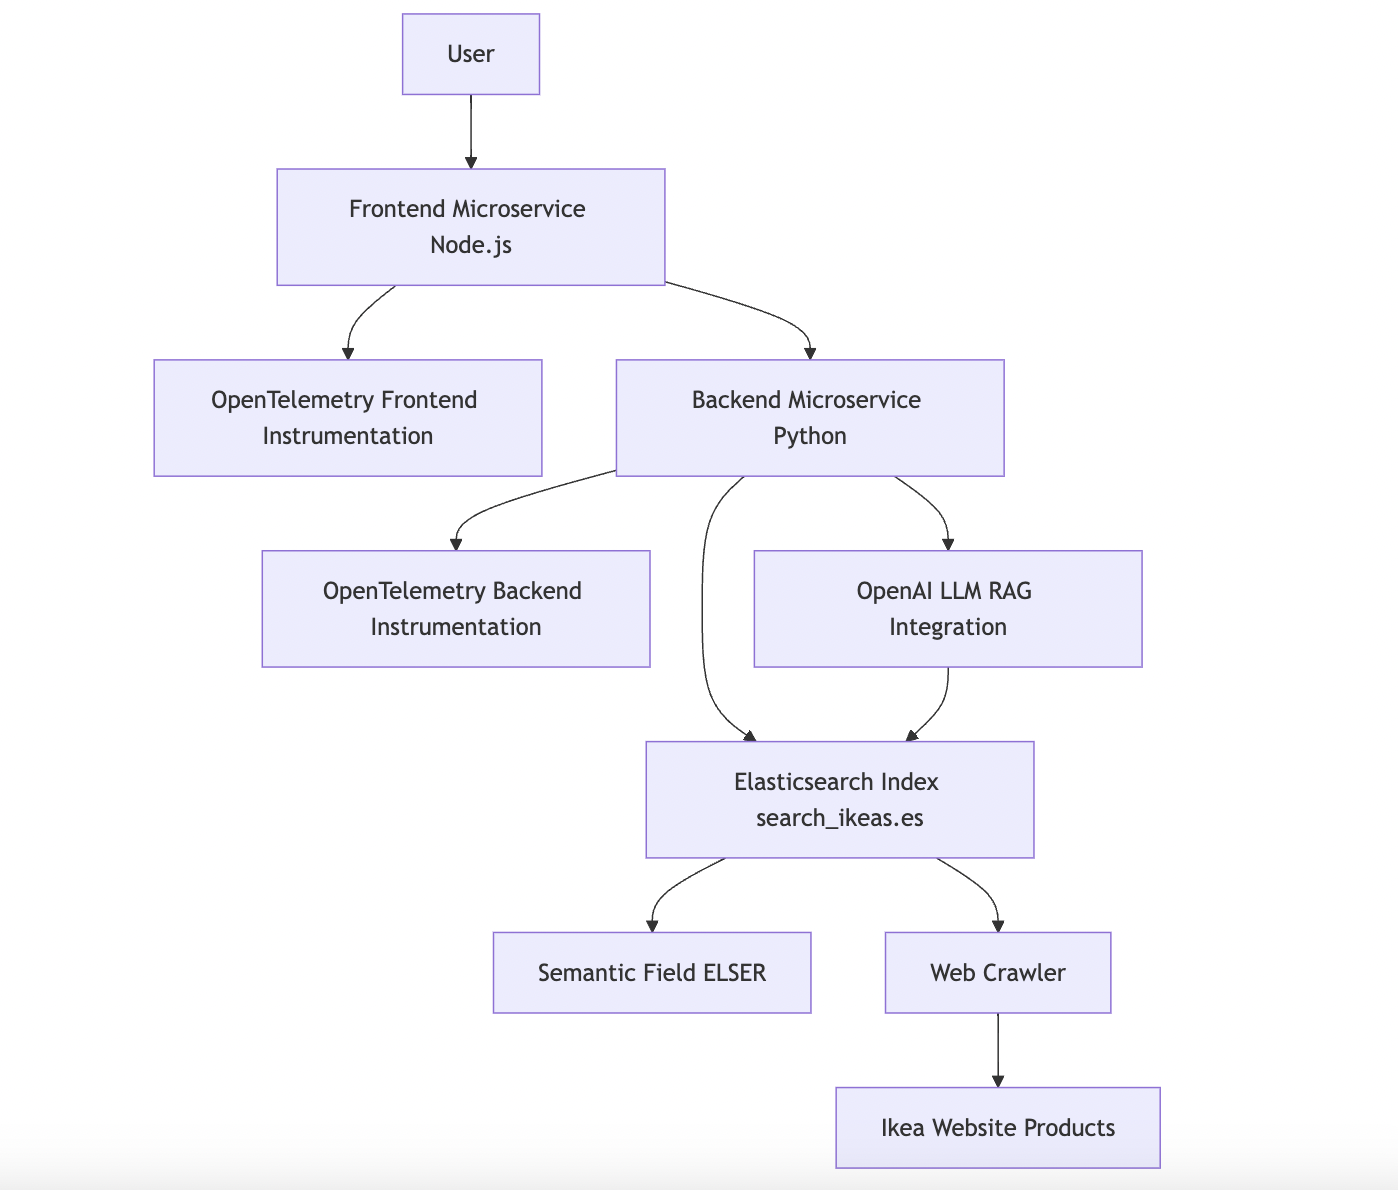 User
Frontend Microservice
Node.js
OpenTelemetry Frontend
Instrumentation
Backend Microservice
Python
OpenTelemetry Backend
Instrumentation
OpenAI LLM RAG
Integration
Elasticsearch Index
search_ikeas.es
Semantic Field ELSER
Web Crawler
Ikea Website Products